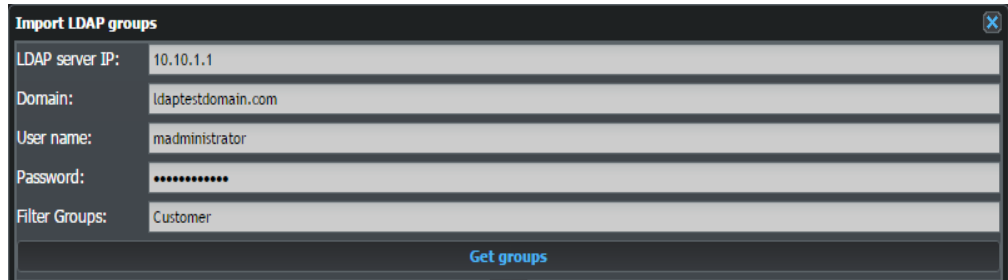 Import LDAP groups
LDAP server IP: 10.10.1.1
Domain: ldaptestdomain.com
User name: madministrator
Password: ••••••••••••
Filter Groups: Customer
Get groups